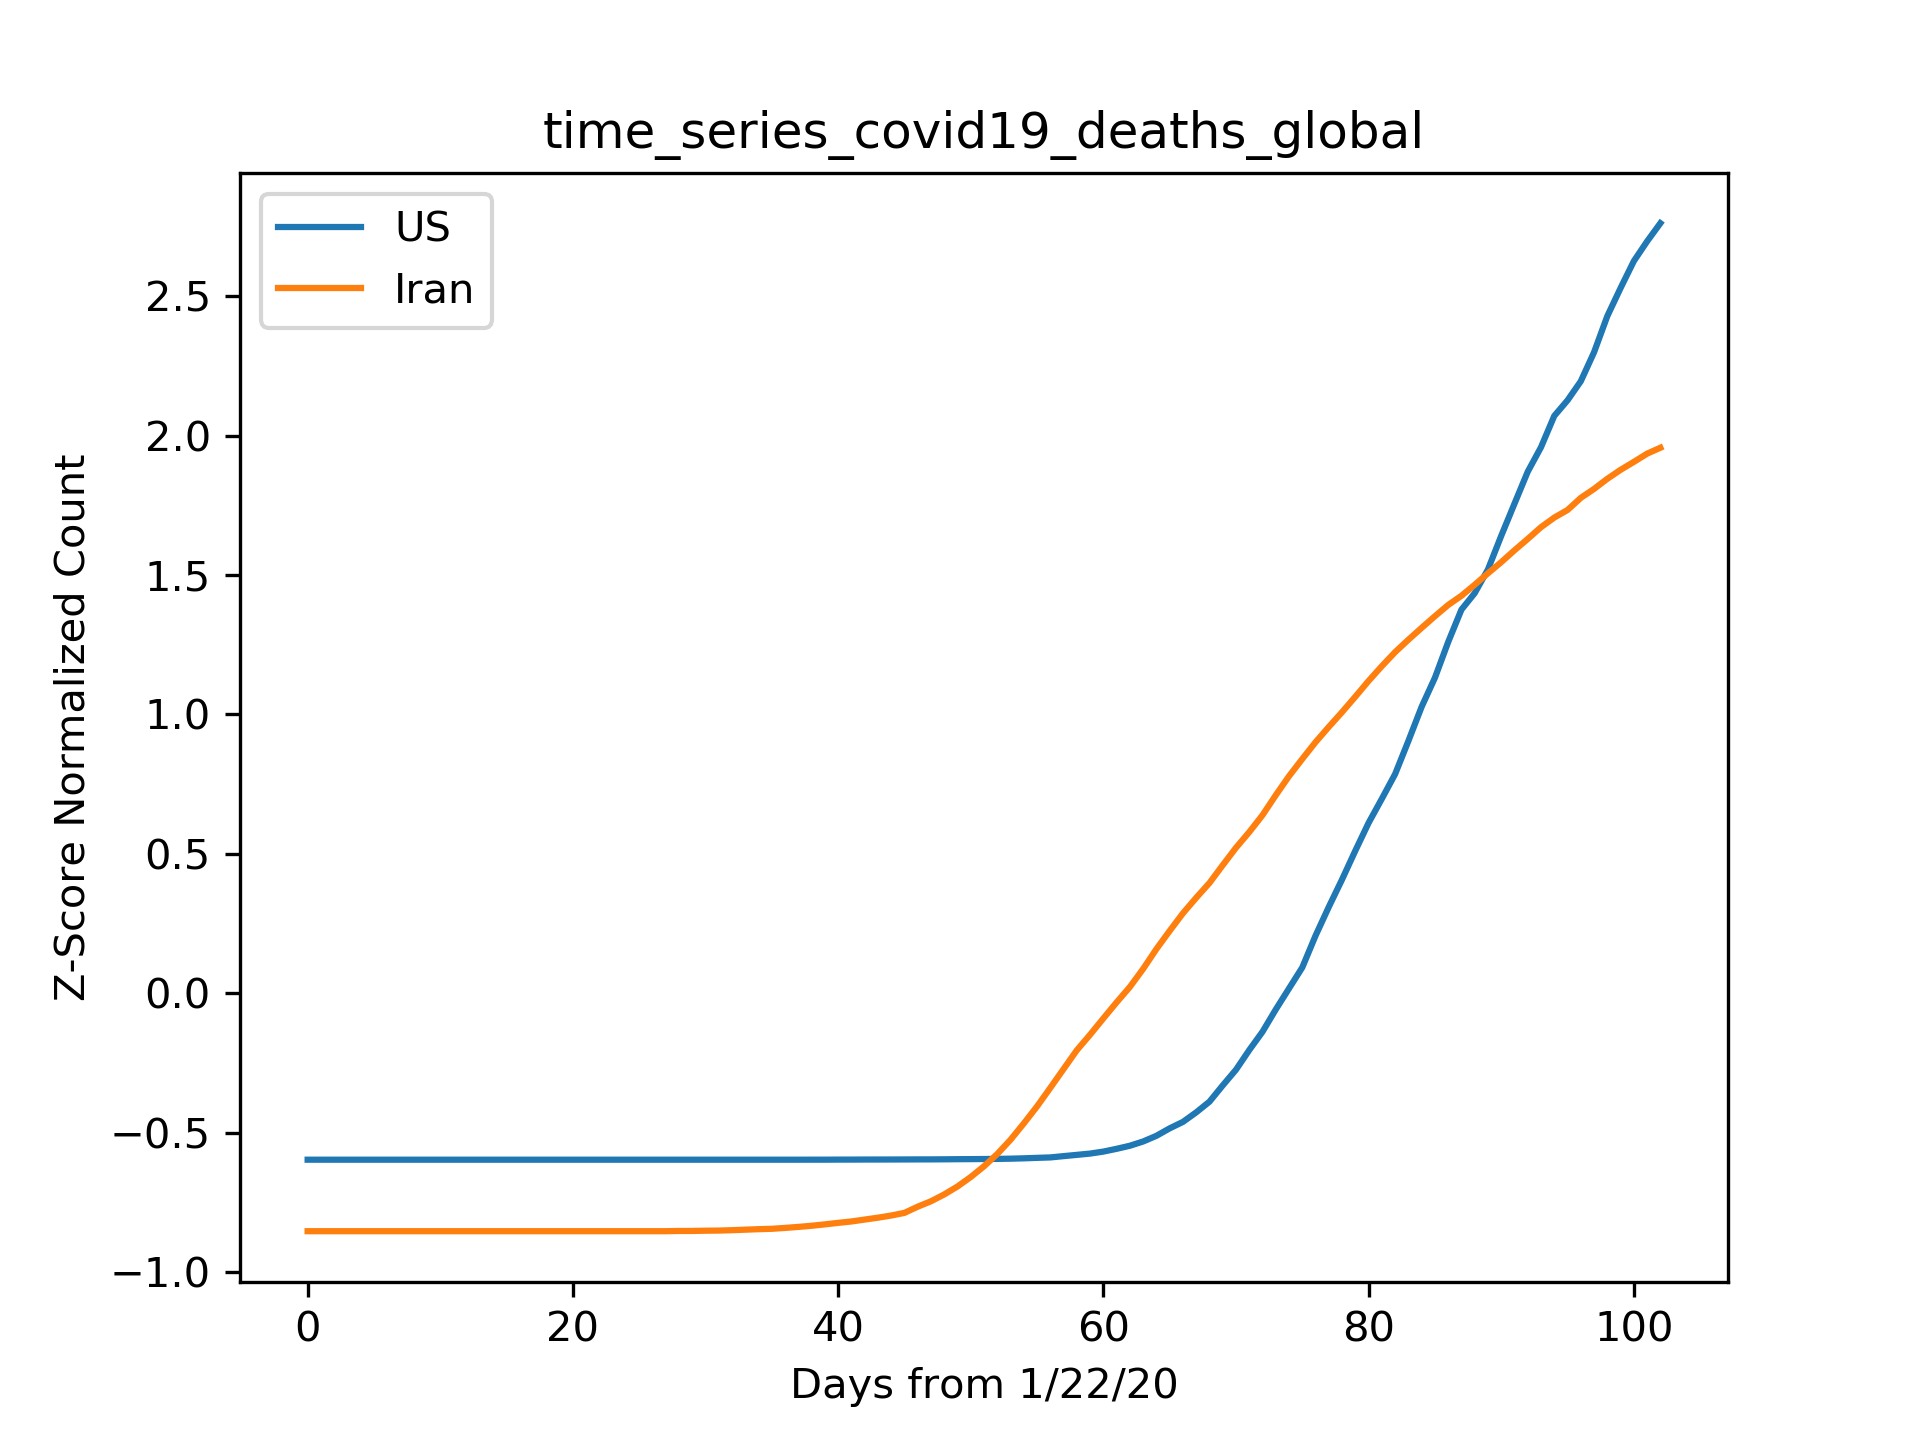 time_series_covid19_deaths_global
US
Iran
Z-Score Normalized Count
2.5
2.0
1.5
1.0
0.5
0.0
−0.5
−1.0
0 20 40 60 80 100
Days from 1/22/20